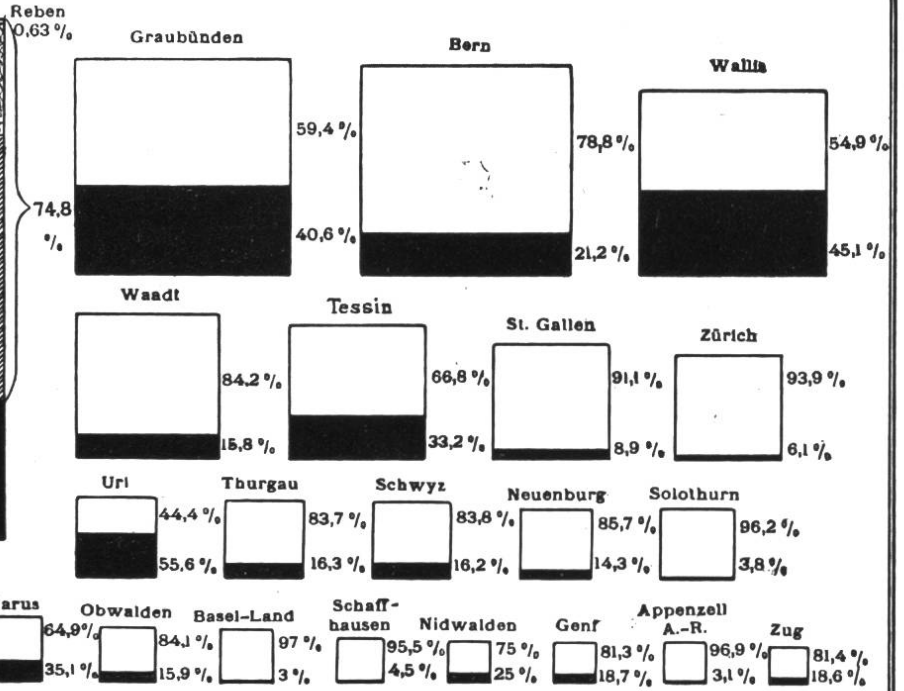 Reben
0,63 %
Graubünden
Bern
Wallis
59,4 %
78,8 %
54,9 %
74,8
%
40,6 %
21,2 %
45,1 %
Waadt
Tessin
St. Gallen
Zürich
84,2 %
66,8 %
91,1 %
93,9 %
15,8 %
33,2 %
8,9 %
6,1 %
Uri
Thurgau
Schwyz
Neuenburg
Solothurn
44,4 %
83,7 %
83,8 %
85,7 %
96,2 %
55,6 %
16,3 %
16,2 %
14,3 %
3,8 %
arus
Obwalden
Basel-Land
Schaff-
hausen
Nidwalden
Genf
Appenzell
A.-R.
Zug
64,9 %
84,1 %
97 %
95,5 %
75 %
81,3 %
96,9 %
81,4 %
35,1 %
15,9 %
3 %
4,5 %
25 %
18,7 %
3,1 %
18,6 %